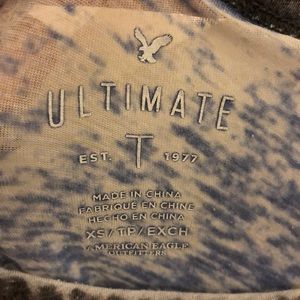 ULTIMATE
EST. T 1977
MADE IN CHINA
FABRIQUÉ EN CHINE
HECHO EN CHINA
XS/TP/EXCH
AMERICAN EAGLE
OUTFITTERS